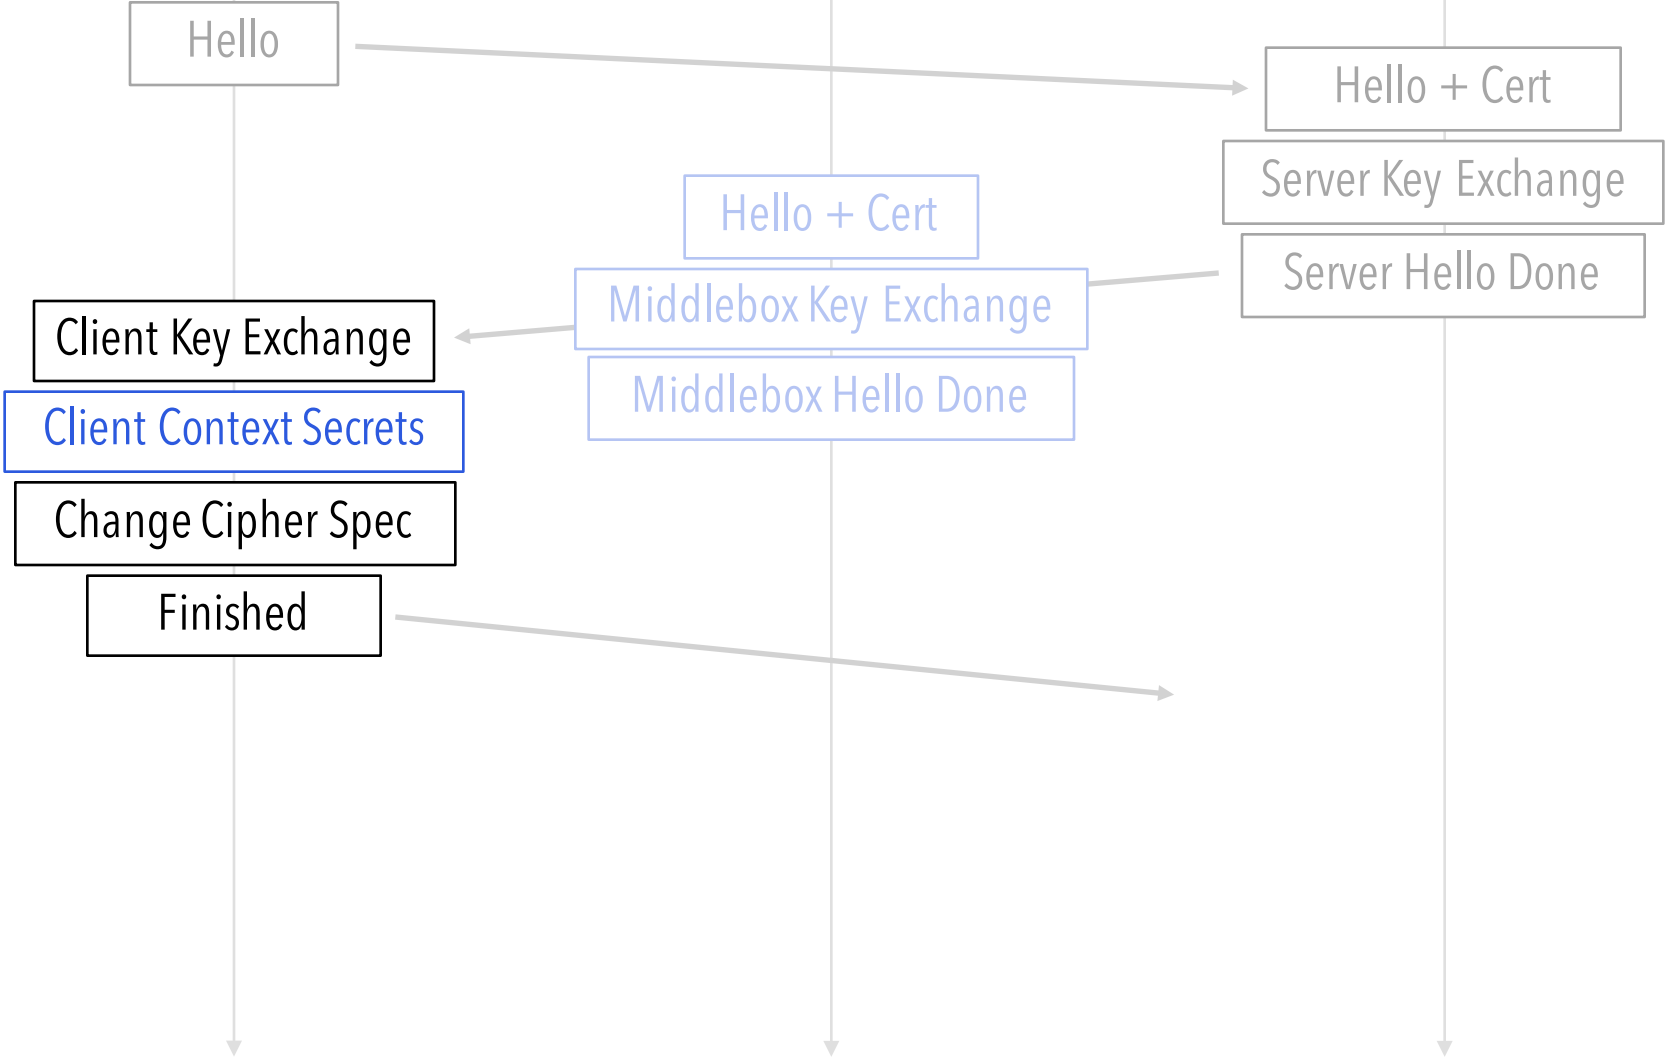 Hello
Hello + Cert
Server Key Exchange
Server Hello Done
Hello + Cert
Middlebox Key Exchange
Middlebox Hello Done
Client Key Exchange
Client Context Secrets
Change Cipher Spec
Finished